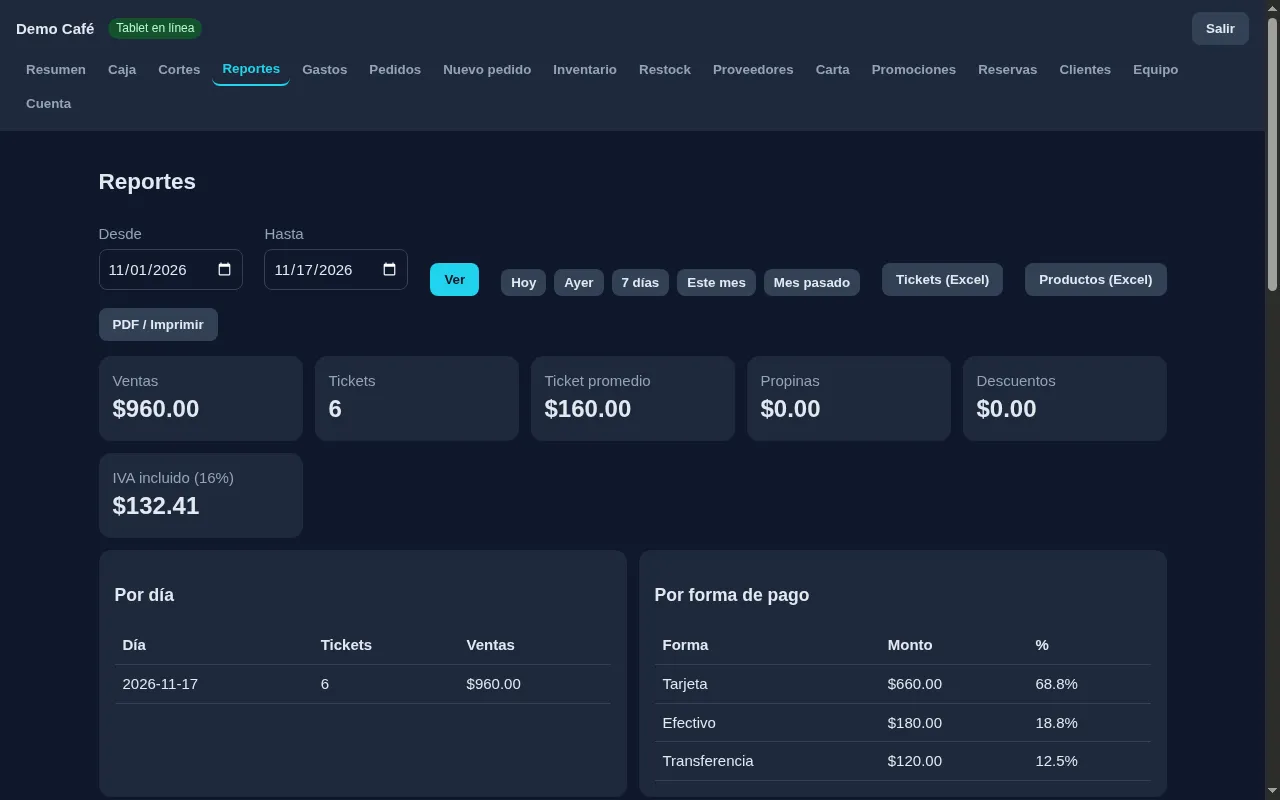 Demo Café Tablet en línea Salir
Resumen Caja Cortes Reportes Gastos Pedidos Nuevo pedido Inventario Restock Proveedores Carta Promociones Reservas Clientes Equipo
Cuenta
Reportes
Desde Hasta
11/01/2026 11/17/2026 Ver Hoy Ayer 7 días Este mes Mes pasado Tickets (Excel) Productos (Excel)
PDF / Imprimir
Ventas Tickets Ticket promedio Propinas Descuentos
$960.00 6 $160.00 $0.00 $0.00
IVA incluido (16%)
$132.41
Por día Por forma de pago
Día Tickets Ventas Forma Monto %
2026-11-17 6 $960.00 Tarjeta $660.00 68.8%
Efectivo $180.00 18.8%
Transferencia $120.00 12.5%